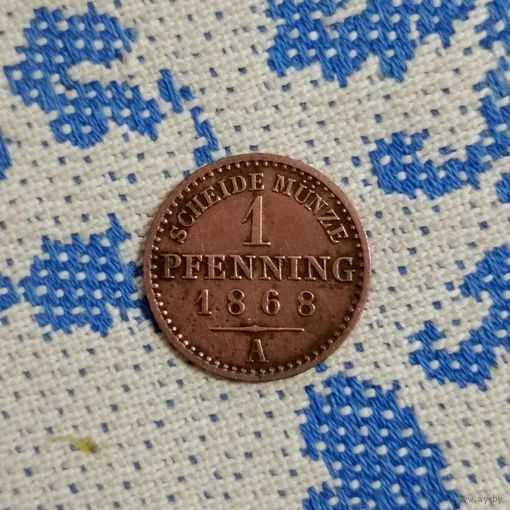 SCHEIDE MÜNZE
1
PFENNING
1868
A